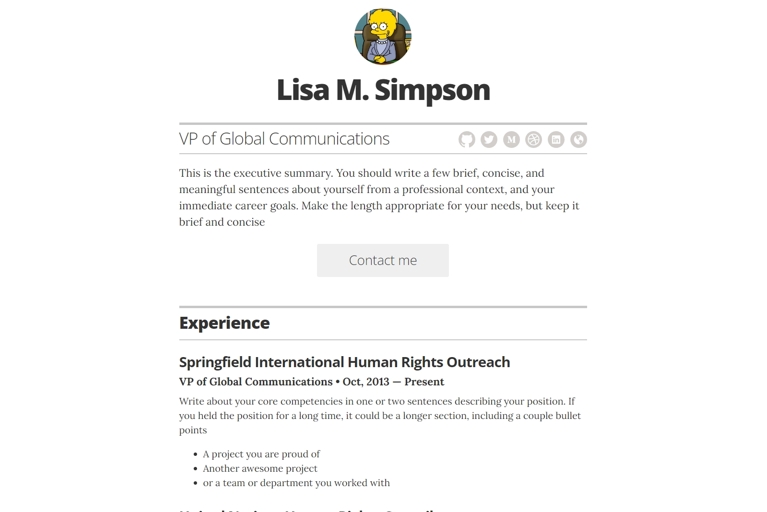 Lisa M. Simpson
VP of Global Communications
This is the executive summary. You should write a few brief, concise, and
meaningful sentences about yourself from a professional context, and your
immediate career goals. Make the length appropriate for your needs, but keep it
brief and concise
Contact me
Experience
Springfield International Human Rights Outreach
VP of Global Communications • Oct, 2013 — Present
Write about your core competencies in one or two sentences describing your position. If
you held the position for a long time, it could be a longer section, including a couple bullet
points
• A project you are proud of
• Another awesome project
• or a team or department you worked with